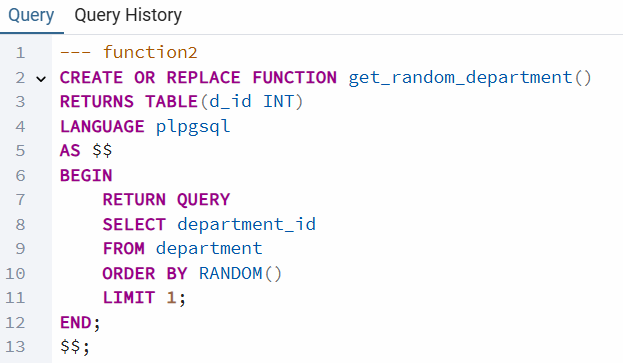 Query Query History
1 --- function2
2 CREATE OR REPLACE FUNCTION get_random_department()
3 RETURNS TABLE(d_id INT)
4 LANGUAGE plpgsql
5 AS $$
6 BEGIN
7     RETURN QUERY
8     SELECT department_id
9     FROM department
10     ORDER BY RANDOM()
11     LIMIT 1;
12 END;
13 $$;